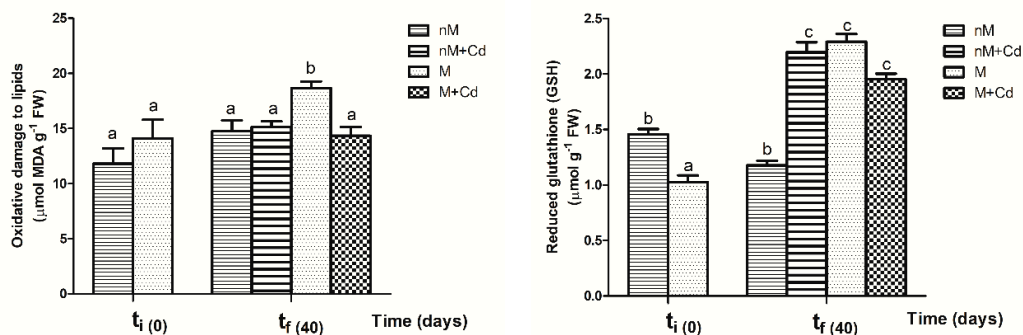 Oxidative damage to lipids
(μmol MDA g-1 FW)
25
20
15
10
5
0
a
a
a
a
b
a
nM
nM+Cd
M
M+Cd
ti (0)
tf (40)
Time (days)
Reduced glutathione (GSH)
(μmol g-1 FW)
2.5
2.0
1.5
1.0
0.5
0.0
b
a
b
c
c
c
nM
nM+Cd
M
M+Cd
ti (0)
tf (40)
Time (days)